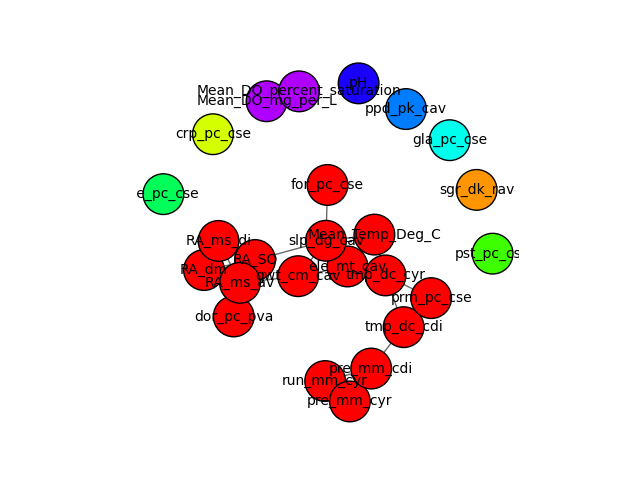 pH
Mean_DO_percent_saturation
Mean_DO_mg_per_L
ppd_pk_cav
crp_pc_cse
gla_pc_cse
for_pc_cse
sgr_dk_rav
e_pc_cse
Mean_Temp_Deg_C
RA_ms_di
slp_dg_cav
pst_pc_cs
RA_SO
ele_mt_cav
RA_dm
gwt_cm_cav
tmp_dc_cyr
RA_ms_av
prm_pc_cse
dor_pc_pva
tmp_dc_cdi
pre_mm_cdi
run_mm_cyr
pre_mm_cyr